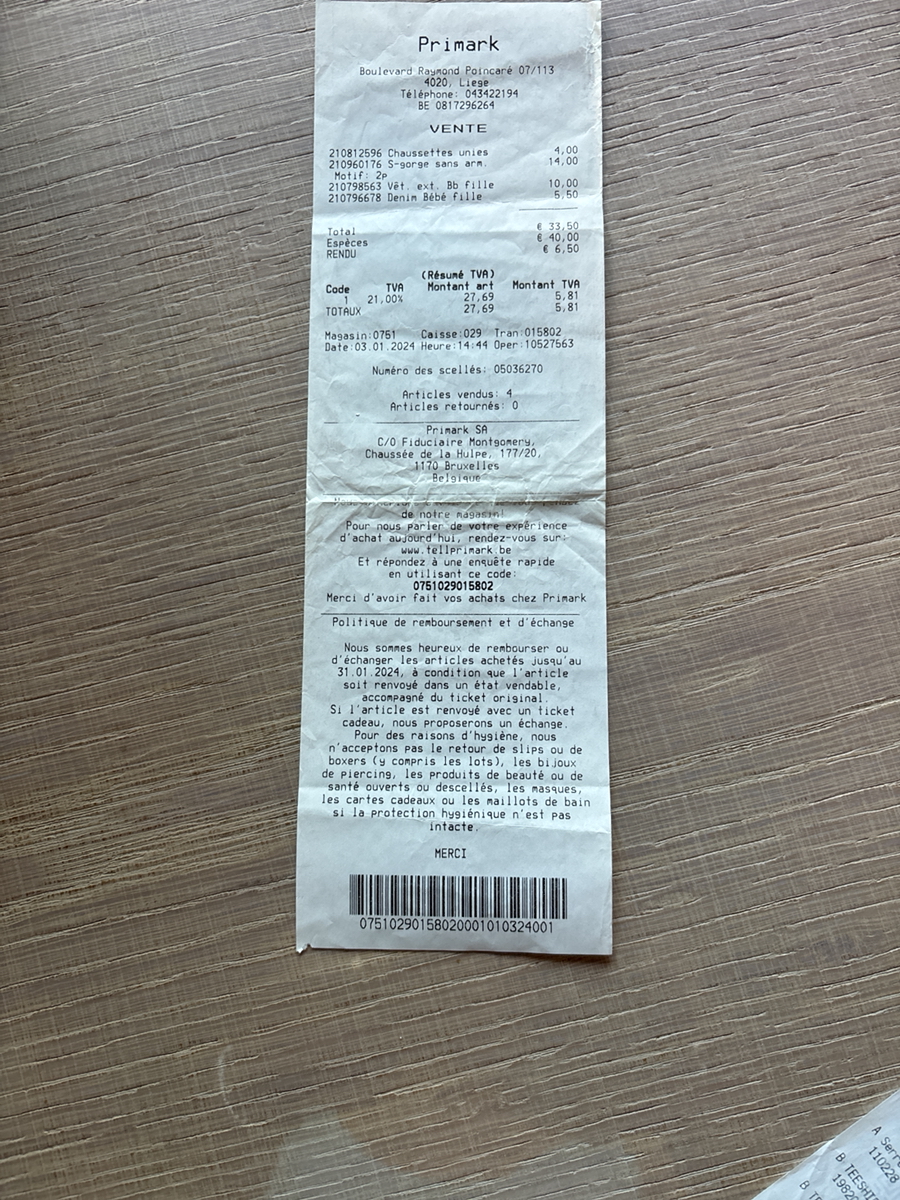 Primark
Boulevard Raymond Poincaré 07/113
4020, Liege
Téléphone: 043422194
BE 0817296264
VENTE
210812596 Chaussettes unies 4,00
210960176 S-gorge sans arm. 14,00
Motif: 2p
210798563 Vêt. ext. Bb fille 10,00
210796678 Denim Bébé fille 5,50
Total € 33,50
Espèces € 40,00
RENDU € 6,50
(Résumé TVA)
Code TVA Montant art Montant TVA
1 21,00% 27,69 5,81
TOTAUX 27,69 5,81
Magasin:0751 Caisse:029 Tran:015802
Date:03.01.2024 Heure:14:44 Oper:10527563
Numéro des scellés: 05036270
Articles vendus: 4
Articles retournés: 0
Primark SA
C/O Fiduciaire Montgomery,
Chaussée de la Hulpe, 177/20,
1170 Bruxelles
Belgique
de notre magasin!
Pour nous parler de votre expérience
d'achat aujourd'hui, rendez-vous sur:
www.tellprimark.be
Et répondez à une enquête rapide
en utilisant ce code:
0751029015802
Merci d'avoir fait vos achats chez Primark
Politique de remboursement et d'échange
Nous sommes heureux de rembourser ou
d'échanger les articles achetés jusqu'au
31.01.2024, à condition que l'article
soit renvoyé dans un état vendable,
accompagné du ticket original.
Si l'article est renvoyé avec un ticket
cadeau, nous proposerons un échange.
Pour des raisons d'hygiène, nous
n'acceptons pas le retour de slips ou de
boxers (y compris les lots), les bijoux
de piercing, les produits de beauté ou de
santé ouverts ou descellés, les masques,
les cartes cadeaux ou les maillots de bain
si la protection hygiénique n'est pas
intacte.
MERCI
07510290158020001010324001
A Serr
110228
B TEESHI
198
B